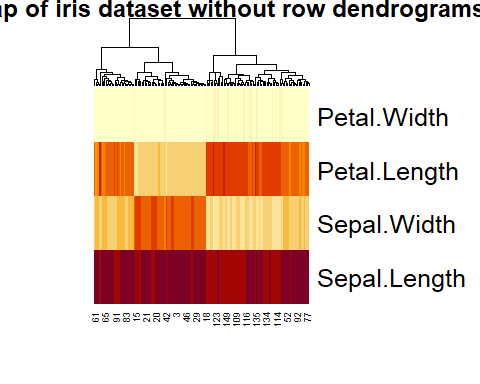 ap of iris dataset without row dendrograms
Petal.Width
Petal.Length
Sepal.Width
Sepal.Length
61 65 91 83 15 21 20 42 3 46 29 18 123 149 109 116 135 134 114 52 92 77